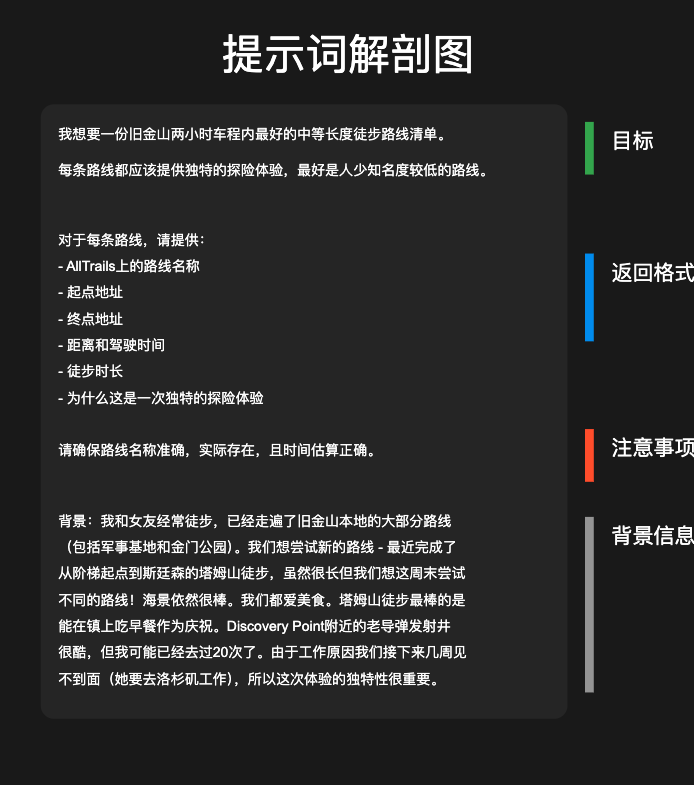 提示词解剖图
我想要一份旧金山两小时车程内最好的中等长度徒步路线清单。
每条路线都应该提供独特的探险体验，最好是人少知名度较低的路线。
目标
对于每条路线，请提供：
- AllTrails上的路线名称
- 起点地址
- 终点地址
- 距离和驾驶时间
- 徒步时长
- 为什么这是一次独特的探险体验
返回格式
请确保路线名称准确，实际存在，且时间估算正确。
注意事项
背景：我和女友经常徒步，已经走遍了旧金山本地的大部分路线
（包括军事基地和金门公园）。我们想尝试新的路线 - 最近完成了
从阶梯起点到斯廷森的塔姆山徒步，虽然很长但我们想这周末尝试
不同的路线！海景依然很棒。我们都爱美食。塔姆山徒步最棒的是
能在镇上吃早餐作为庆祝。Discovery Point附近的老导弹发射井
很酷，但我可能已经去过20次了。由于工作原因我们接下来几周见
不到面（她要去洛杉矶工作），所以这次体验的独特性很重要。
背景信息